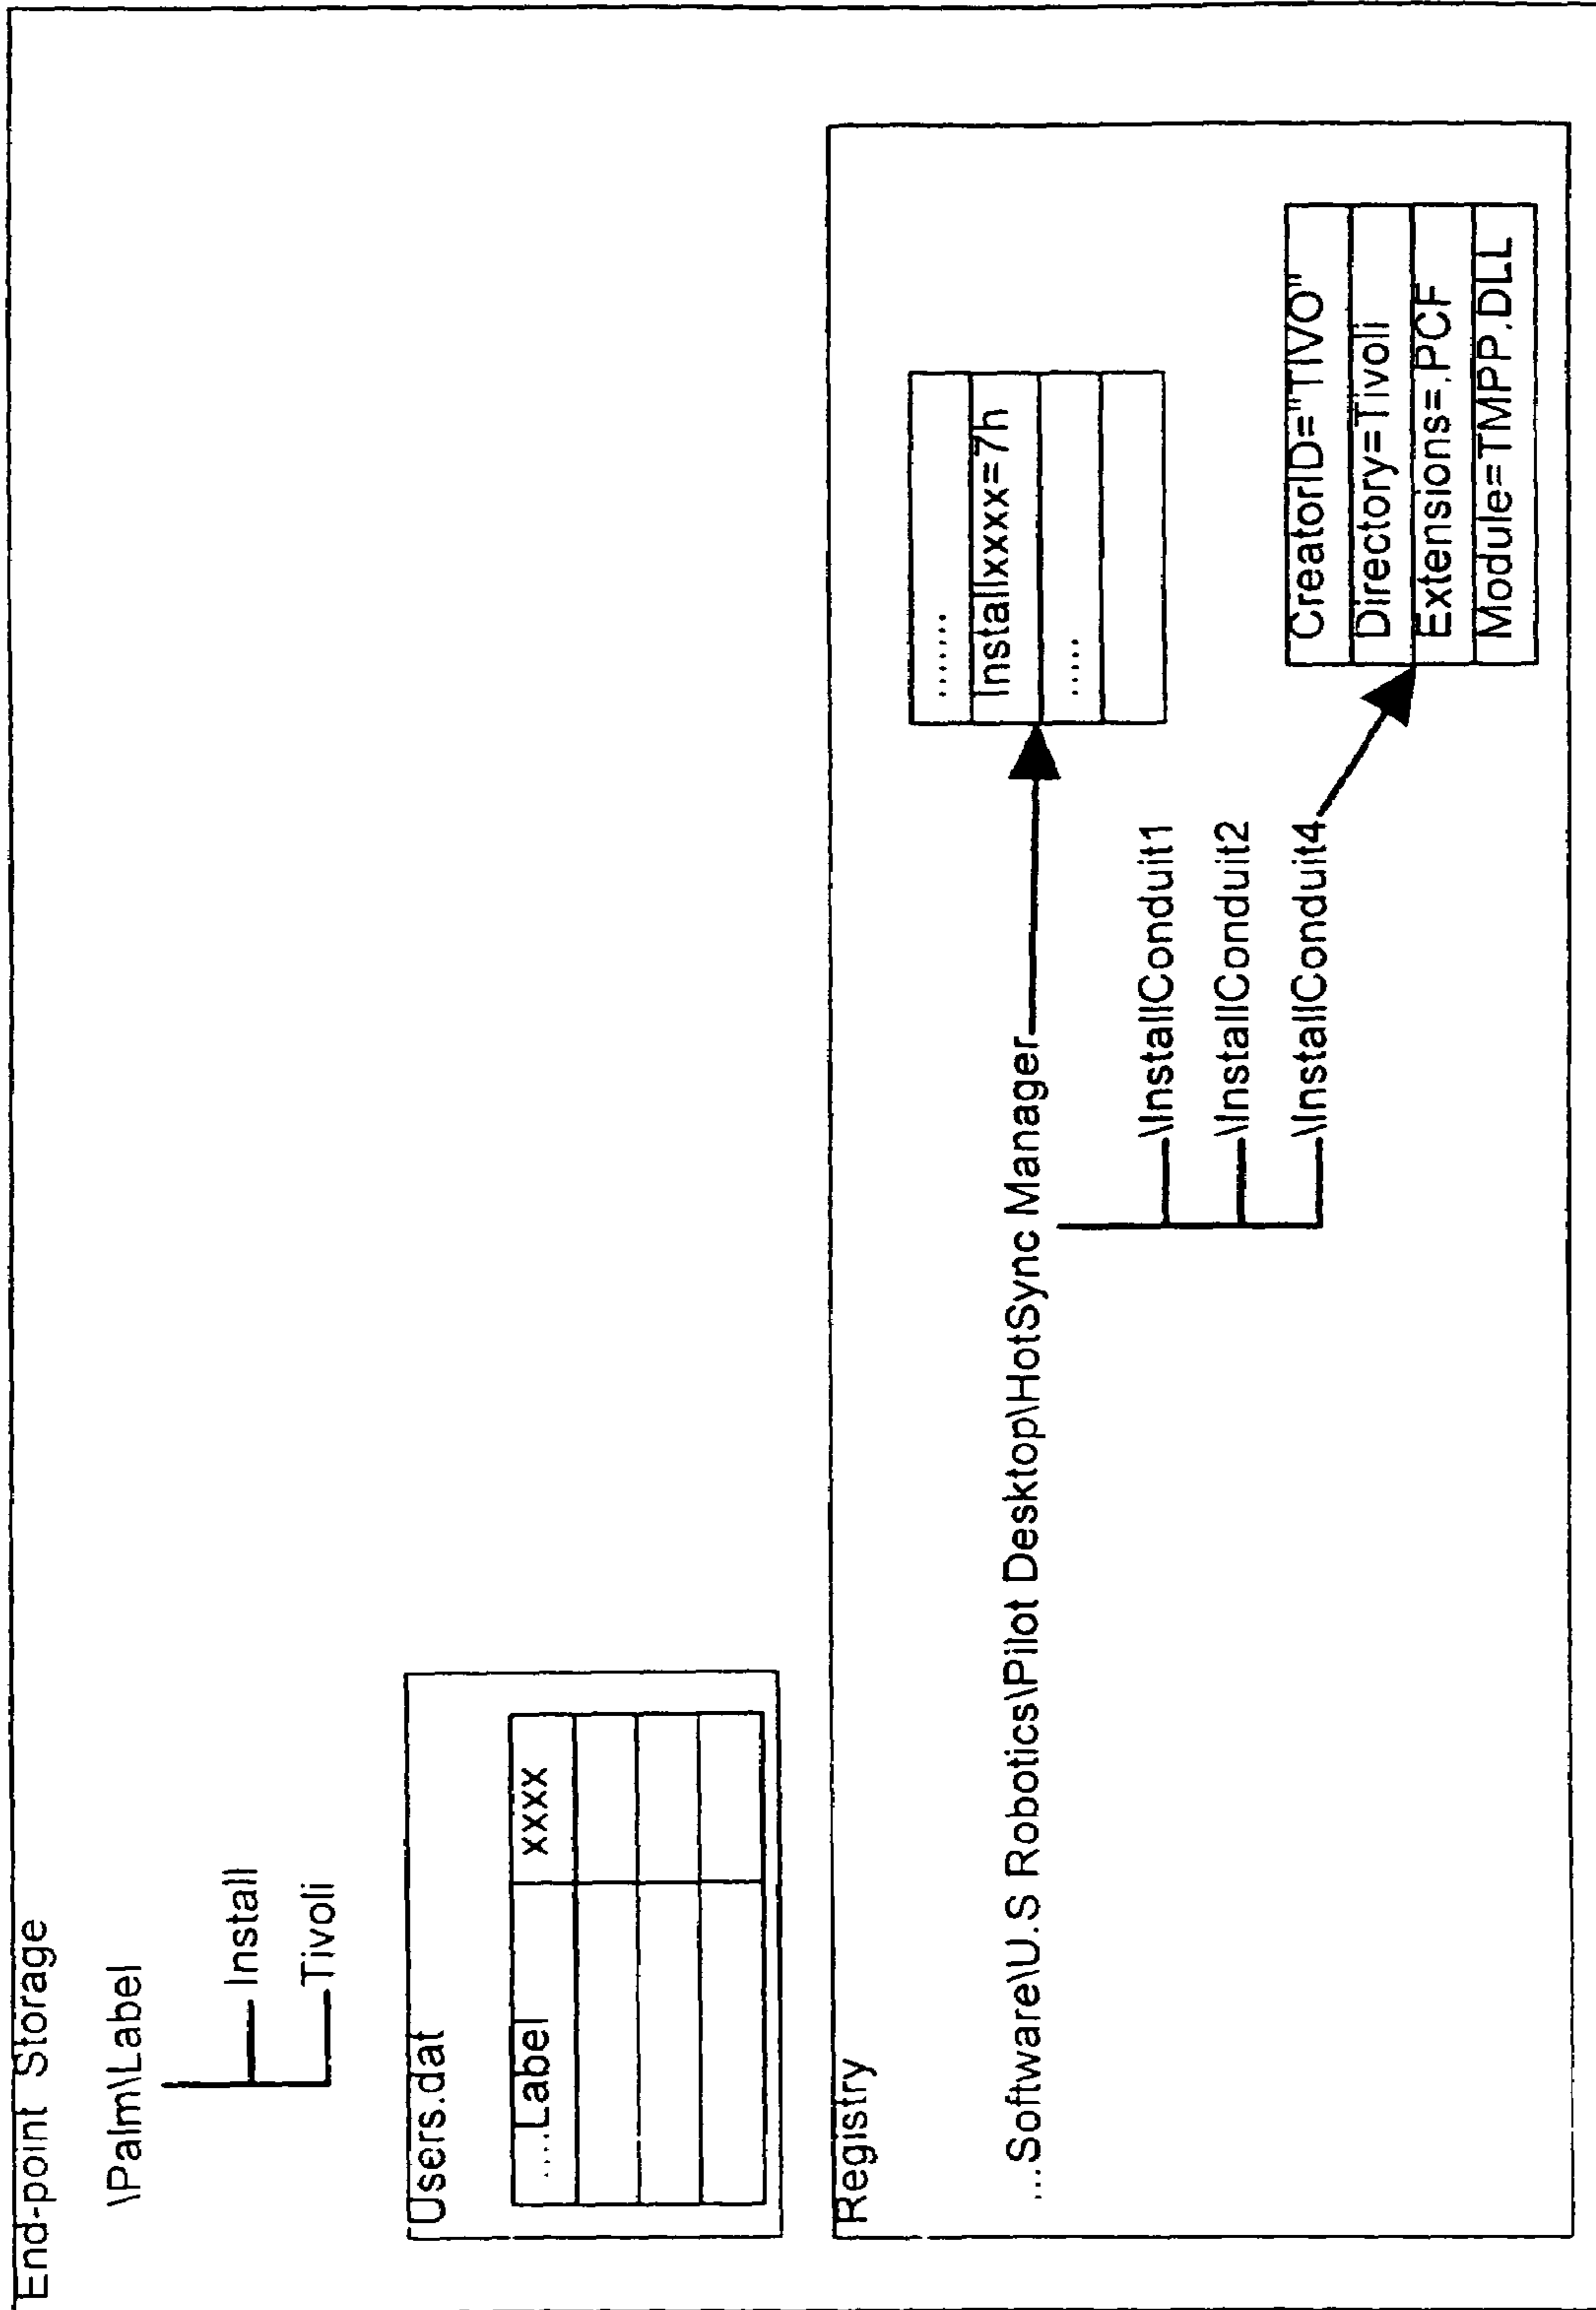 End-point Storage
\Palm\Label
Install
Tivoli
Users.dat
....Label xxxx
Registry
...Software\U.S Robotics\Pilot Desktop\HotSync Manager
.......
Installxxxx=7h
.....
\InstallConduit1
\InstallConduit2
\InstallConduit4
CreatorID="TIVO"
Directory=Tivoli
Extensions=.PCF
Module=TMPP.DLL